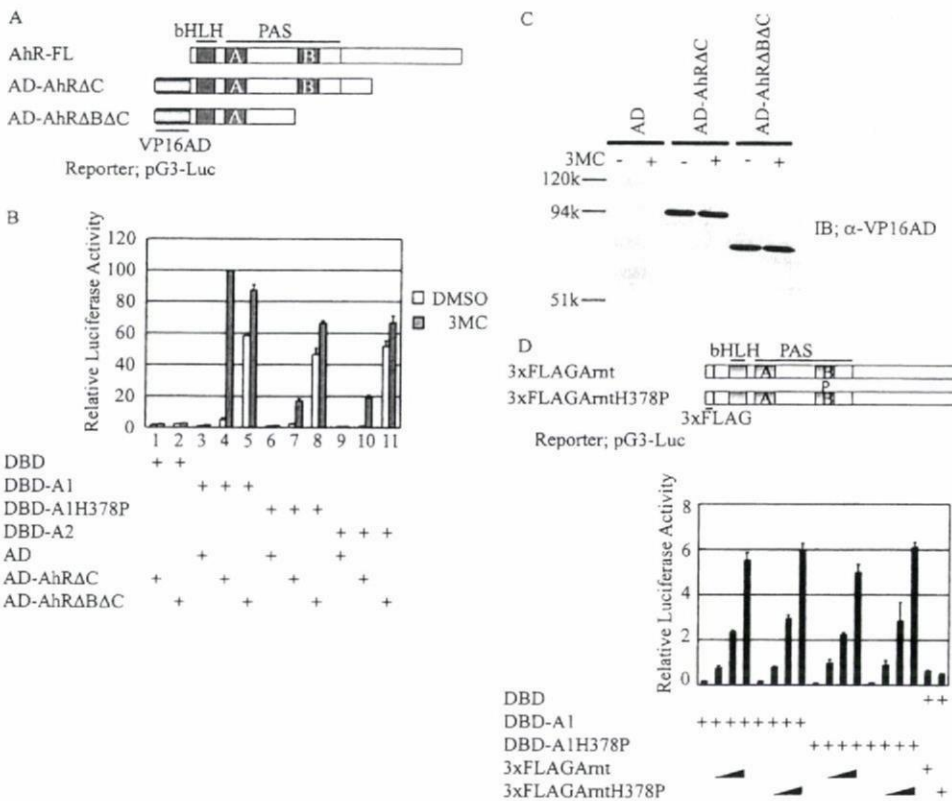 A
bHLH PAS
AhR-FL A B
AD-AhRΔC A B
AD-AhRΔBΔC A
VP16AD
Reporter; pG3-Luc
B
Relative Luciferase Activity
120
100
80
60
40
20
0
DMSO
3MC
1 2 3 4 5 6 7 8 9 10 11
DBD + +
DBD-A1 + + +
DBD-A1H378P + + +
DBD-A2 + + +
AD + + +
AD-AhRΔC + + + +
AD-AhRΔBΔC + + + +
C
AD
AD-AhRΔC
AD-AhRΔBΔC
3MC - + - + - +
120k
94k
51k
IB; α-VP16AD
D
bHLH PAS
3xFLAGArnt A B
P
3xFLAGArntH378P A B
3xFLAG
Reporter; pG3-Luc
Relative Luciferase Activity
8
6
4
2
0
DBD ++
DBD-A1 ++++++++
DBD-A1H378P ++++++++
3xFLAGArnt +
3xFLAGArntH378P +